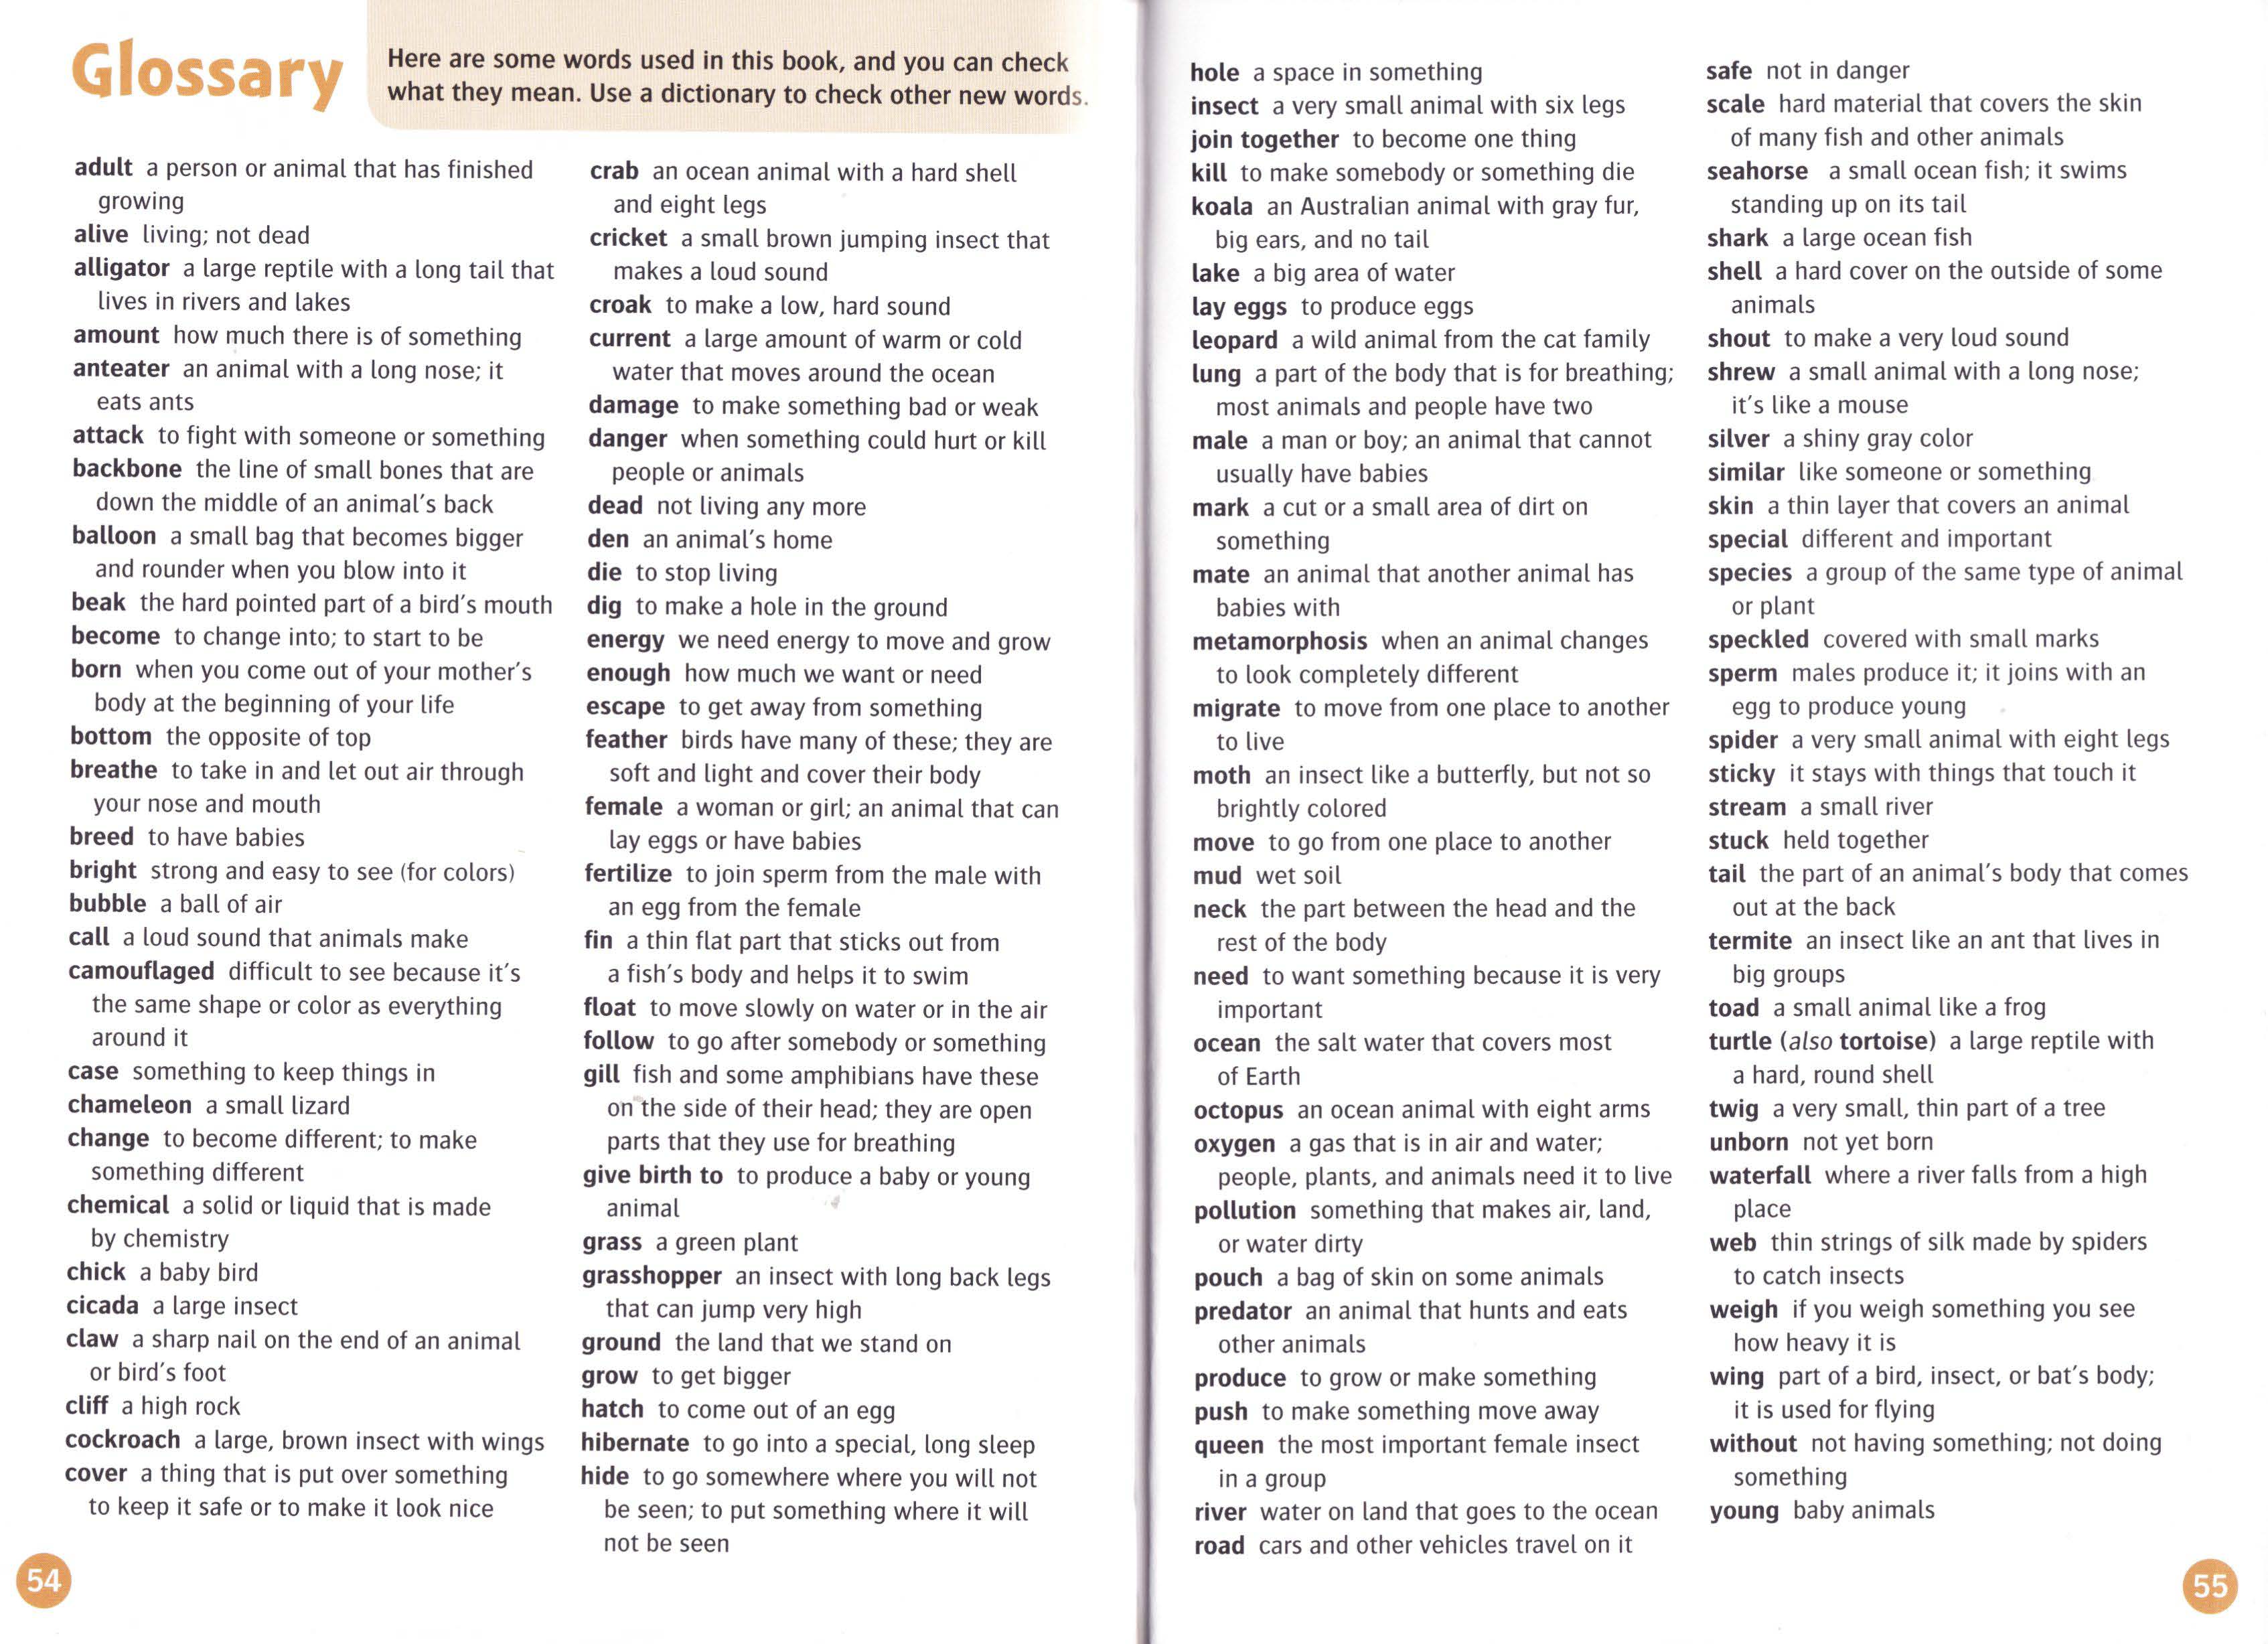 Glossary
Here are some words used in this book, and you can check
what they mean. Use a dictionary to check other new words.
adult a person or animal that has finished
growing
alive living; not dead
alligator a large reptile with a long tail that
lives in rivers and lakes
amount how much there is of something
anteater an animal with a long nose; it
eats ants
attack to fight with someone or something
backbone the line of small bones that are
down the middle of an animal's back
balloon a small bag that becomes bigger
and rounder when you blow into it
beak the hard pointed part of a bird's mouth
become to change into; to start to be
born when you come out of your mother's
body at the beginning of your life
bottom the opposite of top
breathe to take in and let out air through
your nose and mouth
breed to have babies
bright strong and easy to see (for colors)
bubble a ball of air
call a loud sound that animals make
camouflaged difficult to see because it's
the same shape or color as everything
around it
case something to keep things in
chameleon a small lizard
change to become different; to make
something different
chemical a solid or liquid that is made
by chemistry
chick a baby bird
cicada a large insect
claw a sharp nail on the end of an animal
or bird's foot
cliff a high rock
cockroach a large, brown insect with wings
cover a thing that is put over something
to keep it safe or to make it look nice
crab an ocean animal with a hard shell
and eight legs
cricket a small brown jumping insect that
makes a loud sound
croak to make a low, hard sound
current a large amount of warm or cold
water that moves around the ocean
damage to make something bad or weak
danger when something could hurt or kill
people or animals
dead not living any more
den an animal's home
die to stop living
dig to make a hole in the ground
energy we need energy to move and grow
enough how much we want or need
escape to get away from something
feather birds have many of these; they are
soft and light and cover their body
female a woman or girl; an animal that can
lay eggs or have babies
fertilize to join sperm from the male with
an egg from the female
fin a thin flat part that sticks out from
a fish's body and helps it to swim
float to move slowly on water or in the air
follow to go after somebody or something
gill fish and some amphibians have these
on the side of their head; they are open
parts that they use for breathing
give birth to to produce a baby or young
animal
grass a green plant
grasshopper an insect with long back legs
that can jump very high
ground the land that we stand on
grow to get bigger
hatch to come out of an egg
hibernate to go into a special, long sleep
hide to go somewhere where you will not
be seen; to put something where it will
not be seen
54
hole a space in something
insect a very small animal with six legs
join together to become one thing
kill to make somebody or something die
koala an Australian animal with gray fur,
big ears, and no tail
lake a big area of water
lay eggs to produce eggs
leopard a wild animal from the cat family
lung a part of the body that is for breathing;
most animals and people have two
male a man or boy; an animal that cannot
usually have babies
mark a cut or a small area of dirt on
something
mate an animal that another animal has
babies with
metamorphosis when an animal changes
to look completely different
migrate to move from one place to another
to live
moth an insect like a butterfly, but not so
brightly colored
move to go from one place to another
mud wet soil
neck the part between the head and the
rest of the body
need to want something because it is very
important
ocean the salt water that covers most
of Earth
octopus an ocean animal with eight arms
oxygen a gas that is in air and water;
people, plants, and animals need it to live
pollution something that makes air, land,
or water dirty
pouch a bag of skin on some animals
predator an animal that hunts and eats
other animals
produce to grow or make something
push to make something move away
queen the most important female insect
in a group
river water on land that goes to the ocean
road cars and other vehicles travel on it
safe not in danger
scale hard material that covers the skin
of many fish and other animals
seahorse a small ocean fish; it swims
standing up on its tail
shark a large ocean fish
shell a hard cover on the outside of some
animals
shout to make a very loud sound
shrew a small animal with a long nose;
it's like a mouse
silver a shiny gray color
similar like someone or something
skin a thin layer that covers an animal
special different and important
species a group of the same type of animal
or plant
speckled covered with small marks
sperm males produce it; it joins with an
egg to produce young
spider a very small animal with eight legs
sticky it stays with things that touch it
stream a small river
stuck held together
tail the part of an animal's body that comes
out at the back
termite an insect like an ant that lives in
big groups
toad a small animal like a frog
turtle (also tortoise) a large reptile with
a hard, round shell
twig a very small, thin part of a tree
unborn not yet born
waterfall where a river falls from a high
place
web thin strings of silk made by spiders
to catch insects
weigh if you weigh something you see
how heavy it is
wing part of a bird, insect, or bat's body;
it is used for flying
without not having something; not doing
something
young baby animals
55